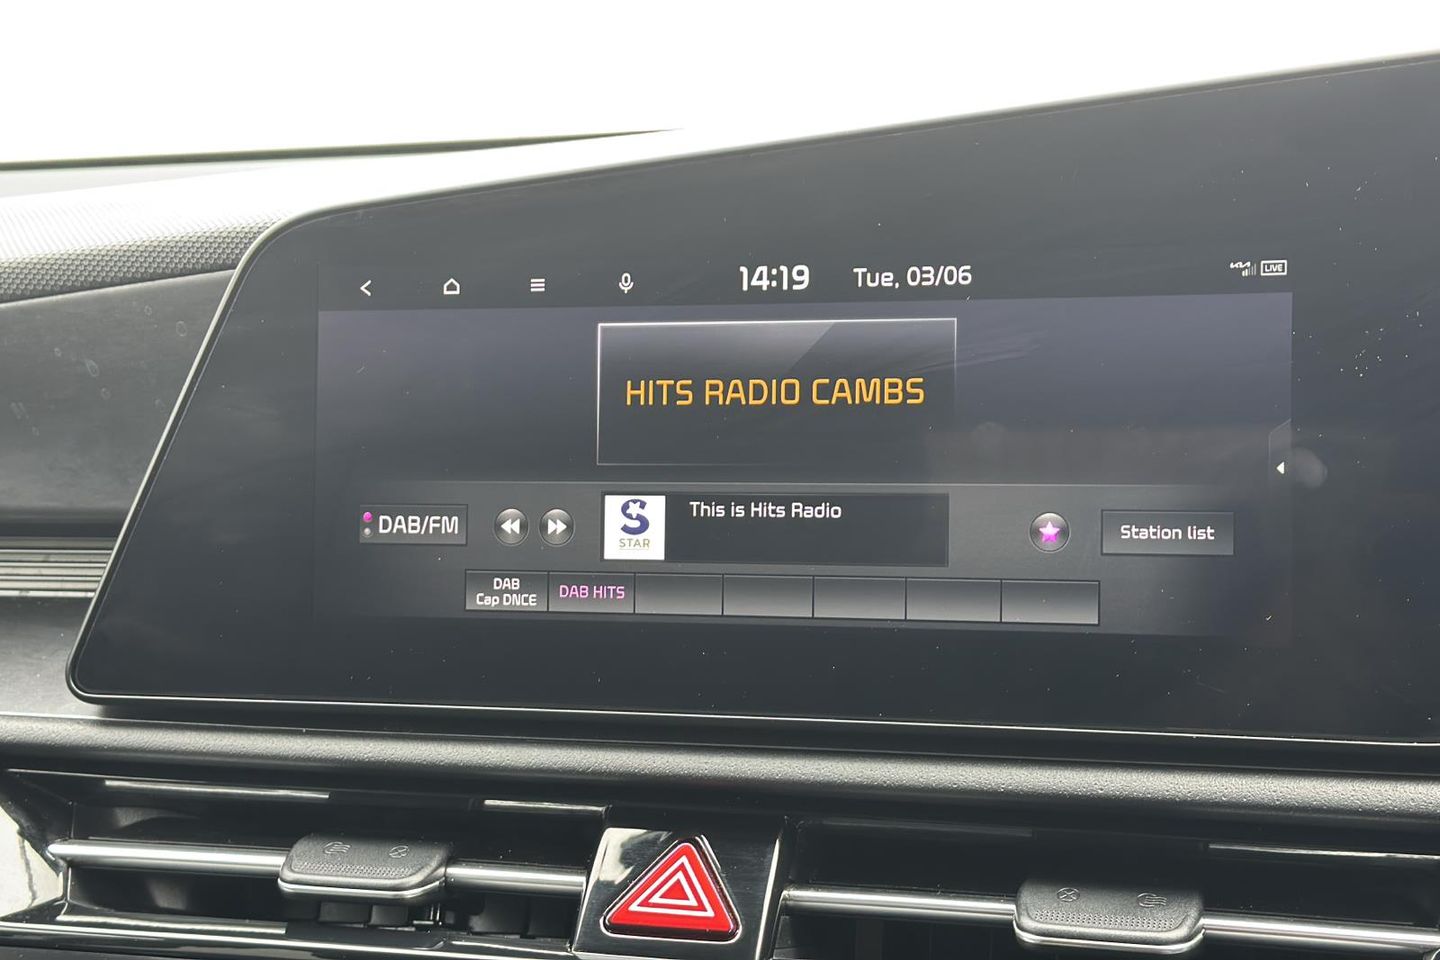 14:19 Tue, 03/06
LIVE
HITS RADIO CAMBS
DAB/FM
S
STAR
This is Hits Radio
Station list
DAB
Cap DNCE
DAB HITS